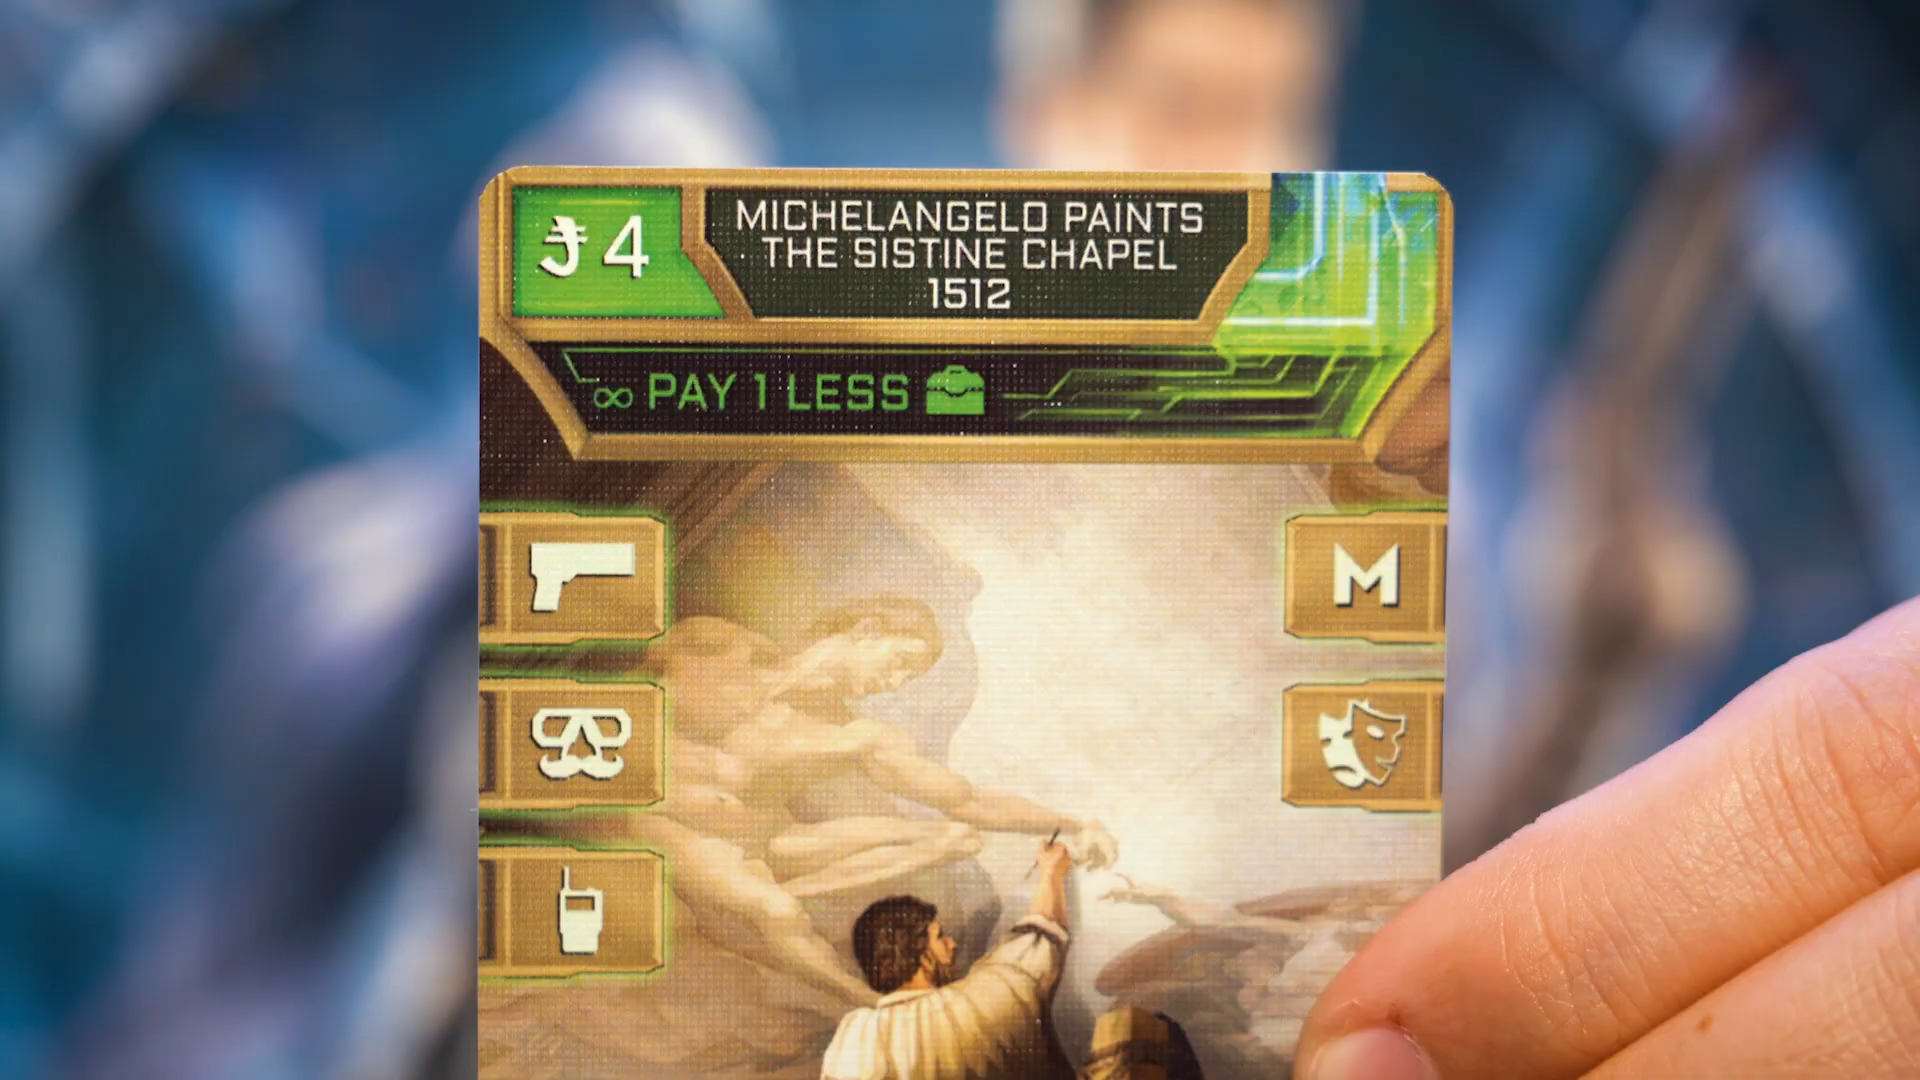 4
MICHELANGELO PAINTS
THE SISTINE CHAPEL
1512
∞ PAY 1 LESS
M